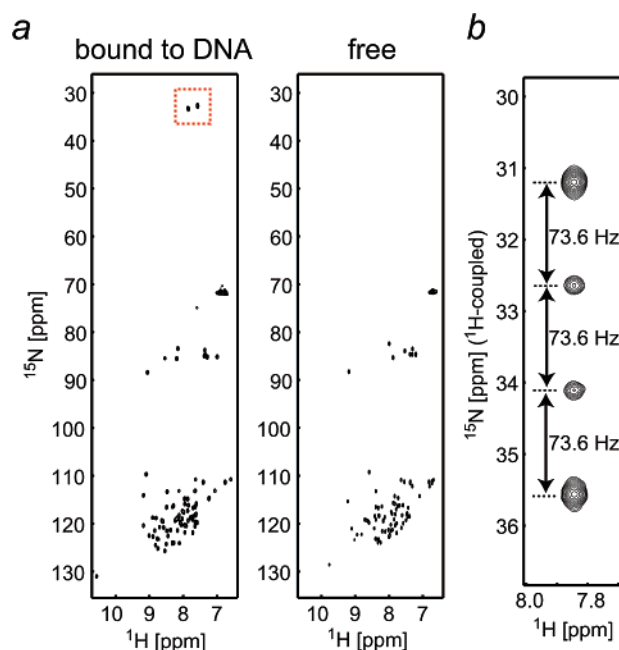 a
b
bound to DNA
free
30
40
50
60
70
80
90
100
110
120
130
¹⁵N [ppm]
10 9 8 7
¹H [ppm]
30
40
50
60
70
80
90
100
110
120
130
10 9 8 7
¹H [ppm]
30
31
32
33
34
35
36
¹⁵N [ppm] (¹H-coupled)
73.6 Hz
73.6 Hz
73.6 Hz
8.0 7.8
¹H [ppm]